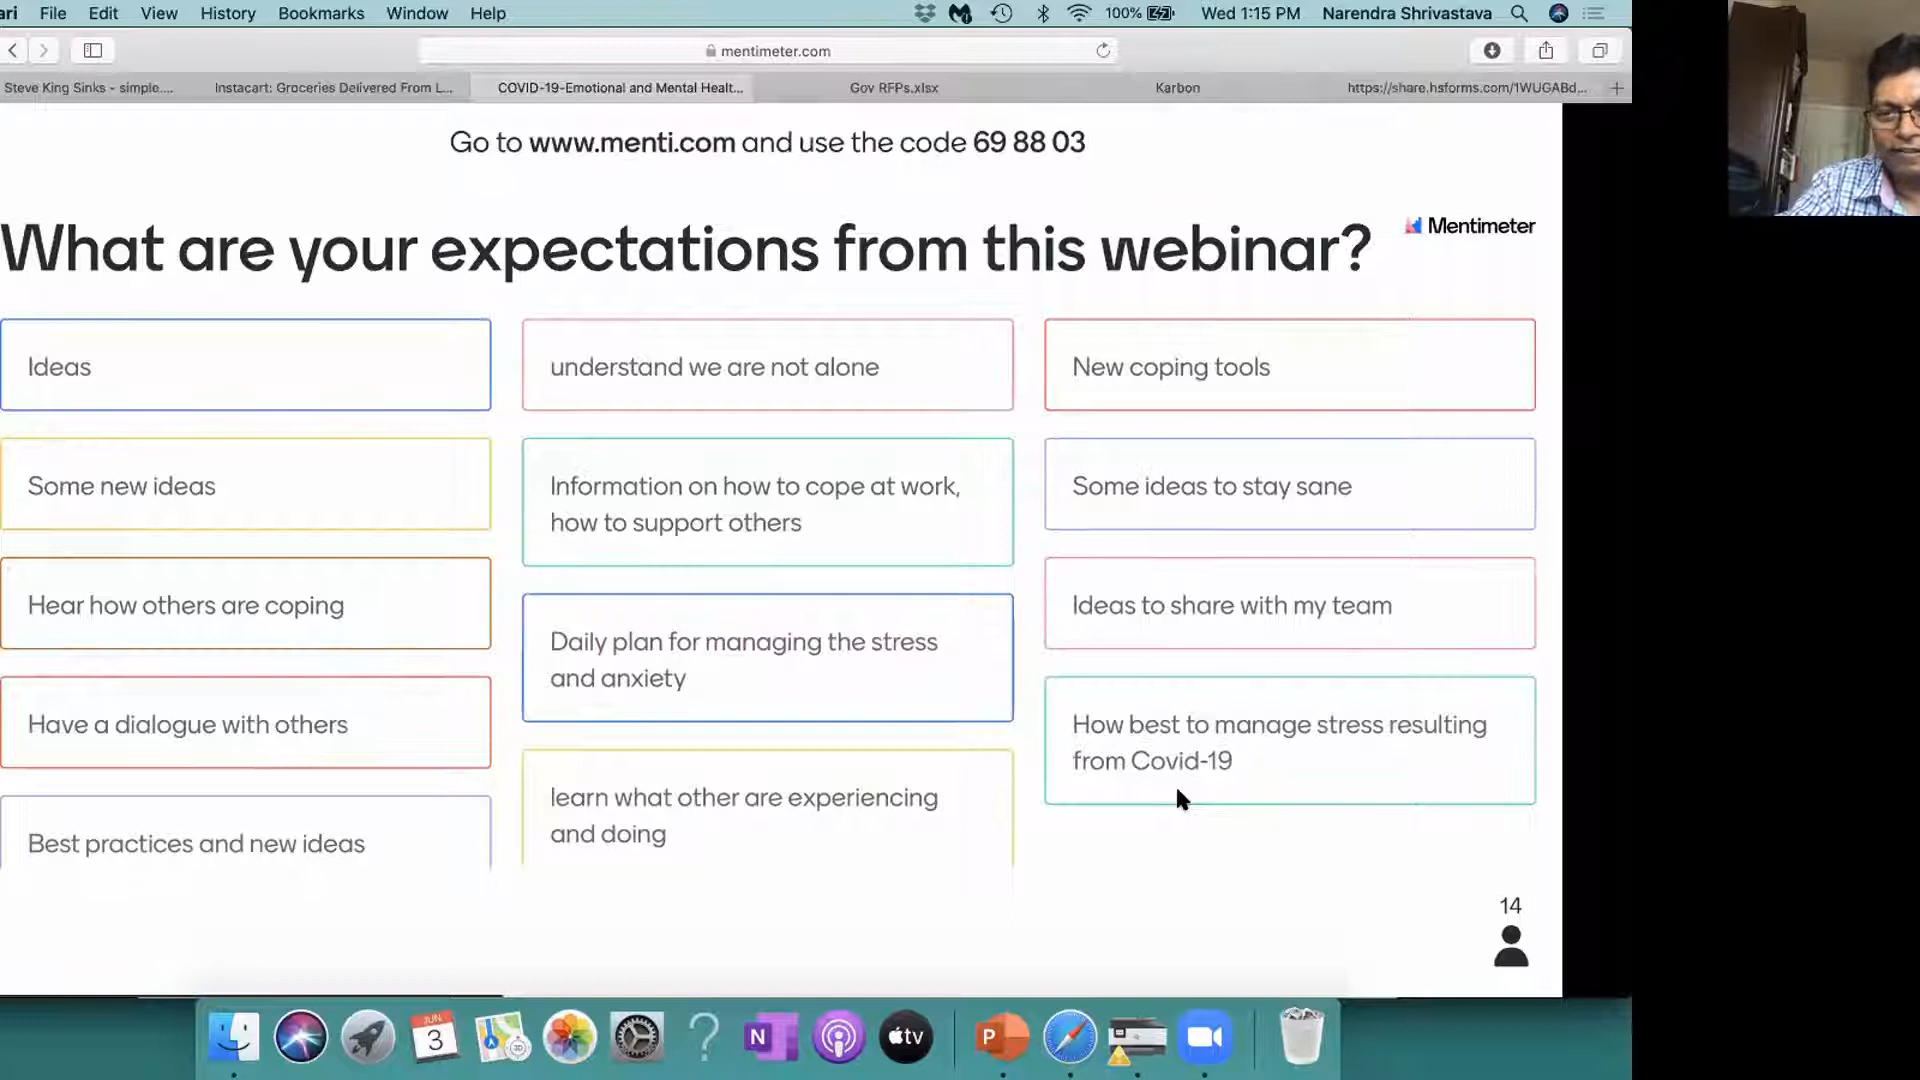 ari File Edit View History Bookmarks Window Help 100% Wed 1:15 PM Narendra Shrivastava
mentimeter.com
Steve King Sinks - simple.... Instacart: Groceries Delivered From L... COVID-19-Emotional and Mental Healt... Gov RFPs.xlsx Karbon https://share.hsforms.com/1WUGABd...
Go to www.menti.com and use the code 69 88 03
What are your expectations from this webinar?
Mentimeter
Ideas
Some new ideas
Hear how others are coping
Have a dialogue with others
Best practices and new ideas
understand we are not alone
Information on how to cope at work,
how to support others
Daily plan for managing the stress
and anxiety
learn what other are experiencing
and doing
New coping tools
Some ideas to stay sane
Ideas to share with my team
How best to manage stress resulting
from Covid-19
14
JUN
3
3D
N
tv
P